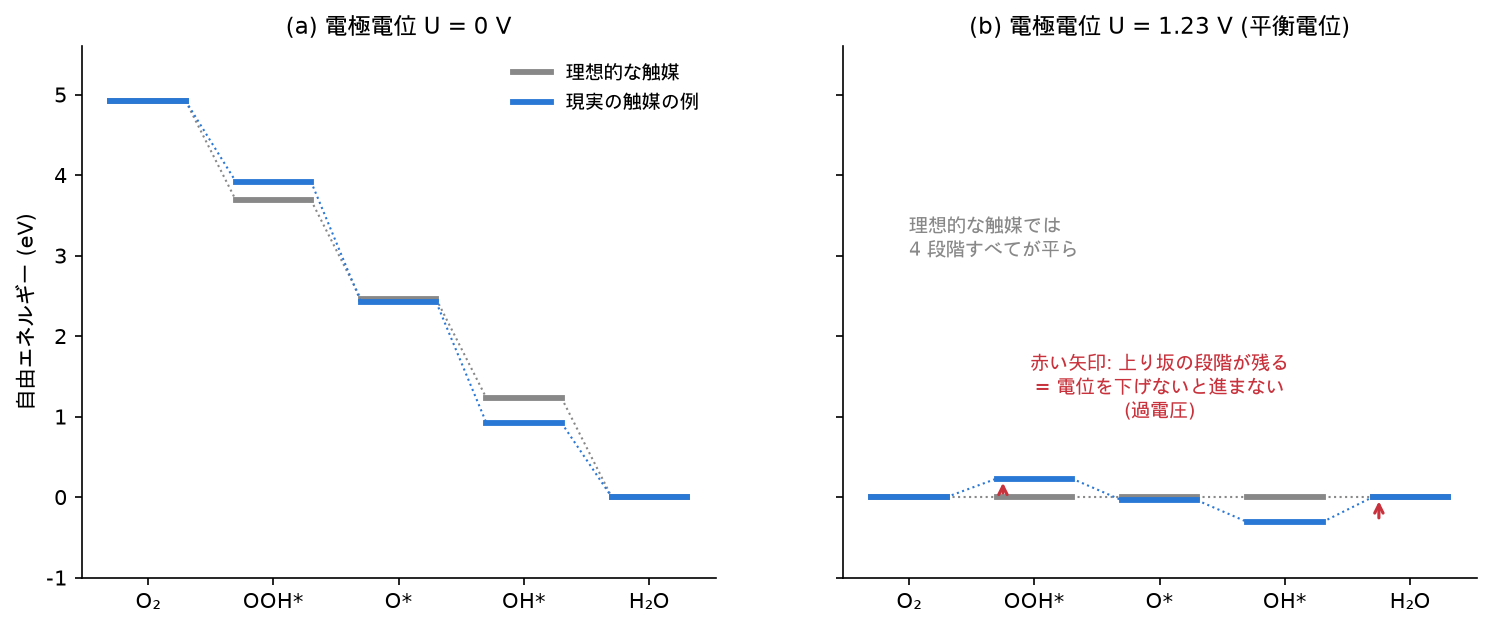 (a) 電極電位 U = 0 V
自由エネルギー (eV)
5
4
3
2
1
0
-1
理想的な触媒
現実の触媒の例
O₂
OOH*
O*
OH*
H₂O
(b) 電極電位 U = 1.23 V (平衡電位)
理想的な触媒では
4 段階すべてが平ら
赤い矢印: 上り坂の段階が残る
= 電位を下げないと進まない
(過電圧)
O₂
OOH*
O*
OH*
H₂O